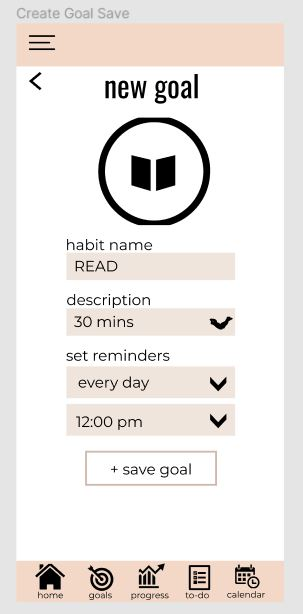 Create Goal Save
new goal
habit name
READ
description
30 mins
set reminders
every day
12:00 pm
+ save goal
home goals progress to-do calendar